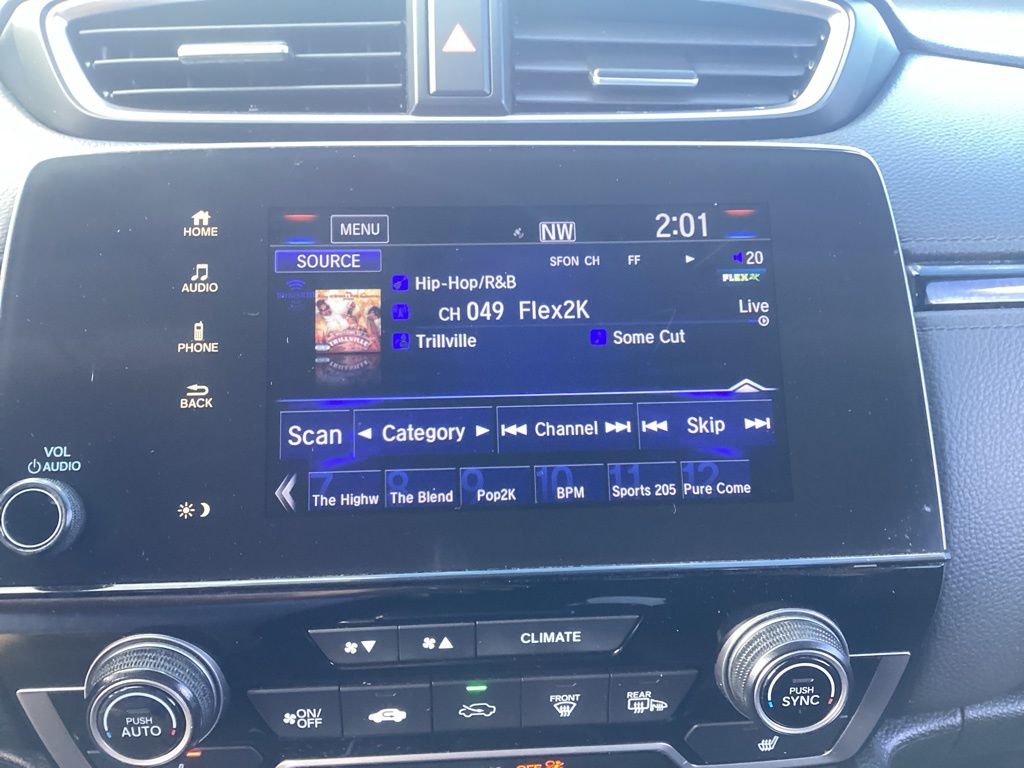 HOME
AUDIO
PHONE
BACK
VOL
AUDIO
MENU
NW
2:01
SOURCE
SFON CH FF
20
FLEX2K
Hip-Hop/R&B
CH 049 Flex2K
Live
Trillville
Some Cut
TRILLVILLE
Scan
Category
Channel
Skip
7 The Highw
8 The Blend
9 Pop2K
10 BPM
11 Sports 205
12 Pure Come
CLIMATE
PUSH
AUTO
ON/
OFF
FRONT
REAR
PUSH
SYNC
OFF